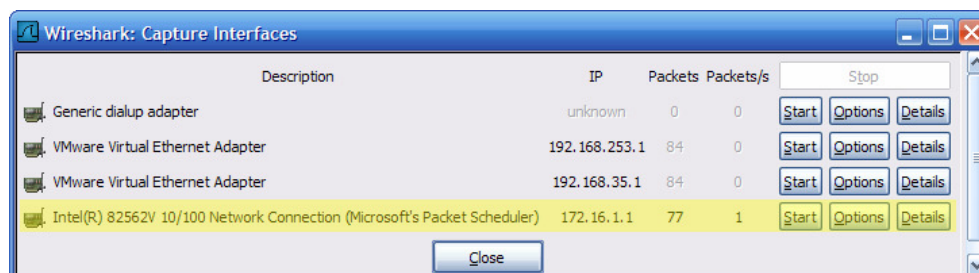 Wireshark: Capture Interfaces
Description IP Packets Packets/s Stop
Generic dialup adapter unknown 0 0 Start Options Details
VMware Virtual Ethernet Adapter 192.168.253.1 84 0 Start Options Details
VMware Virtual Ethernet Adapter 192.168.35.1 84 0 Start Options Details
Intel(R) 82562V 10/100 Network Connection (Microsoft's Packet Scheduler) 172.16.1.1 77 1 Start Options Details
Close